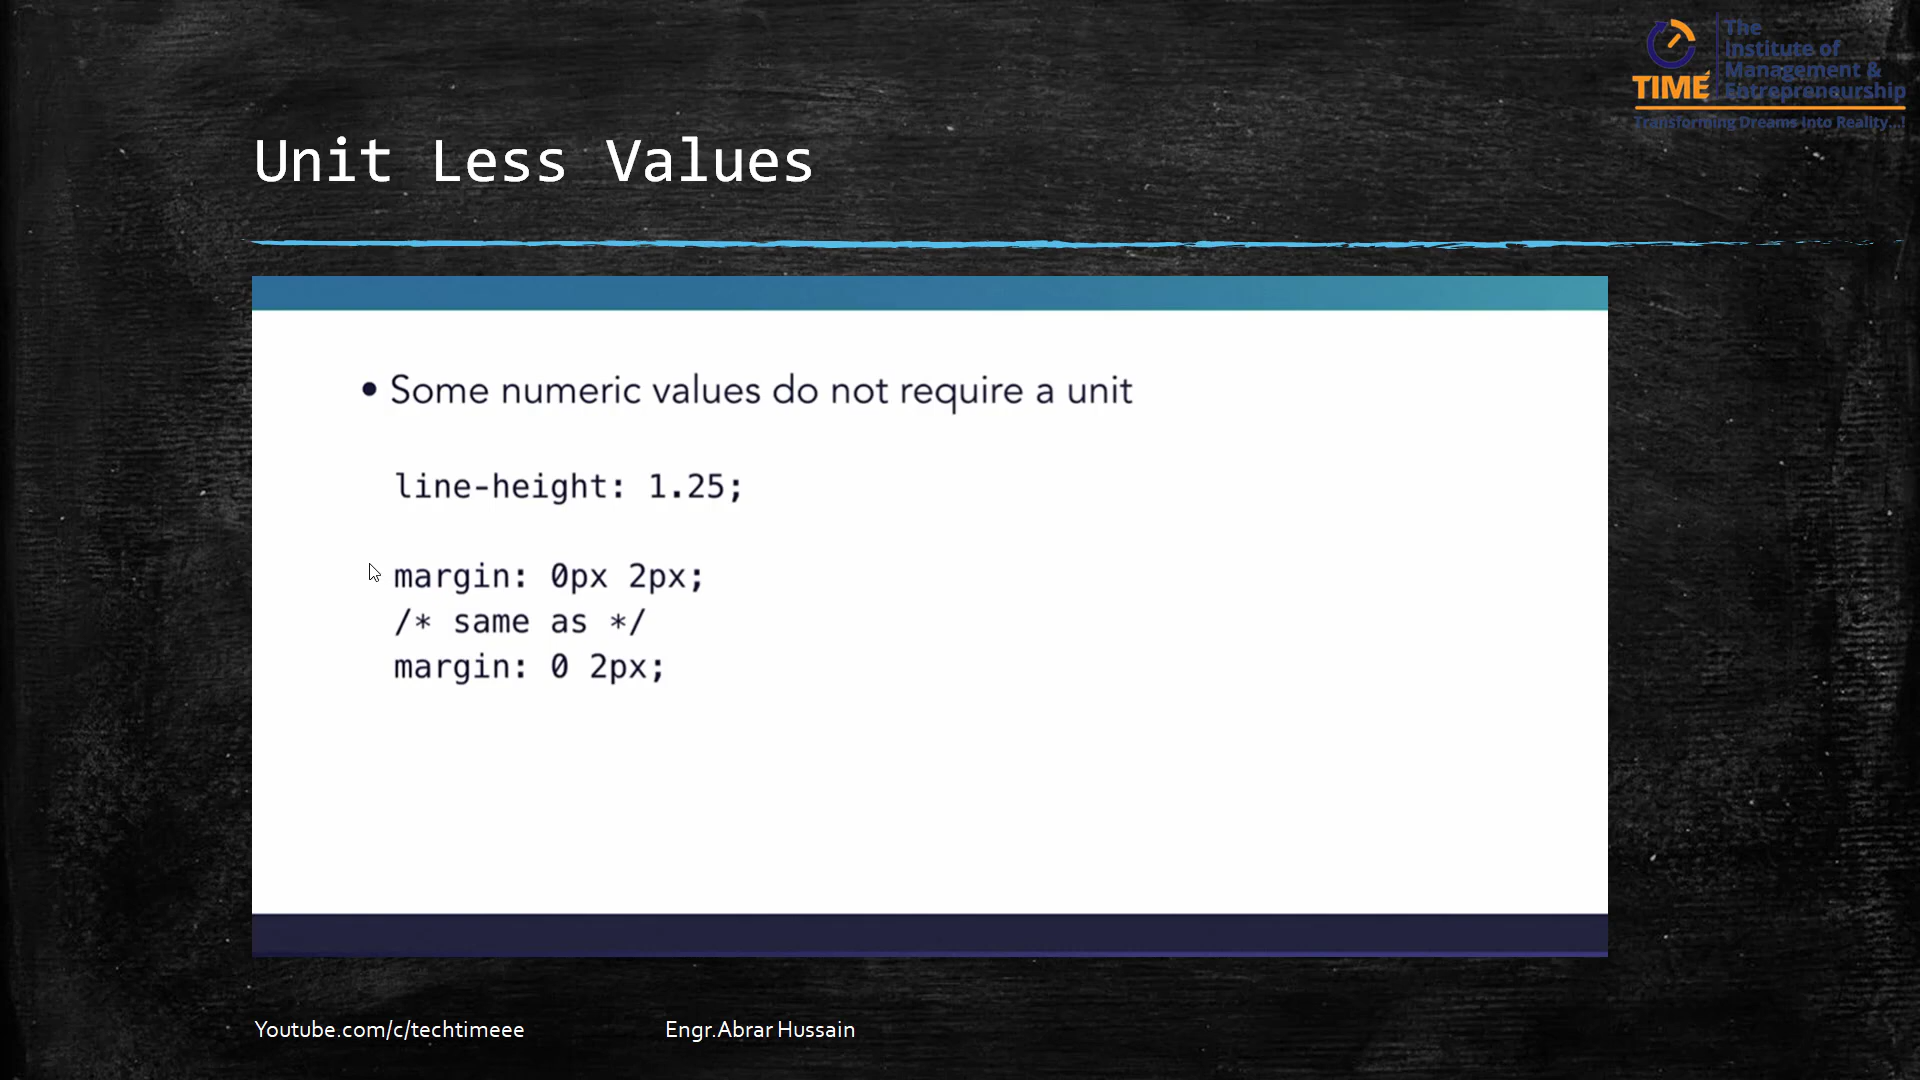 The
Institute of
Management &
Entrepreneurship
TIME
Transforming Dreams Into Reality...!
Unit Less Values
• Some numeric values do not require a unit
line-height: 1.25;
margin: 0px 2px;
/* same as */
margin: 0 2px;
Youtube.com/c/techtimeee
Engr.Abrar Hussain